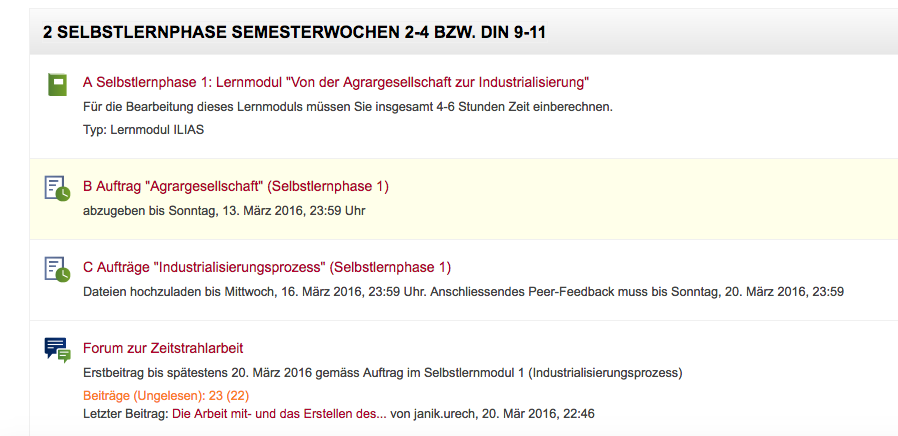 2 SELBSTLERNPHASE SEMESTERWOCHEN 2-4 BZW. DIN 9-11
A Selbstlernphase 1: Lernmodul "Von der Agrargesellschaft zur Industrialisierung"
Für die Bearbeitung dieses Lernmoduls müssen Sie insgesamt 4-6 Stunden Zeit einberechnen.
Typ: Lernmodul ILIAS
B Auftrag "Agrargesellschaft" (Selbstlernphase 1)
abzugeben bis Sonntag, 13. März 2016, 23:59 Uhr
C Aufträge "Industrialisierungsprozess" (Selbstlernphase 1)
Dateien hochzuladen bis Mittwoch, 16. März 2016, 23:59 Uhr. Anschliessendes Peer-Feedback muss bis Sonntag, 20. März 2016, 23:59
Forum zur Zeitstrahlarbeit
Erstbeitrag bis spätestens 20. März 2016 gemäss Auftrag im Selbstlernmodul 1 (Industrialisierungsprozess)
Beiträge (Ungelesen): 23 (22)
Letzter Beitrag: Die Arbeit mit- und das Erstellen des... von janik.urech, 20. Mär 2016, 22:46